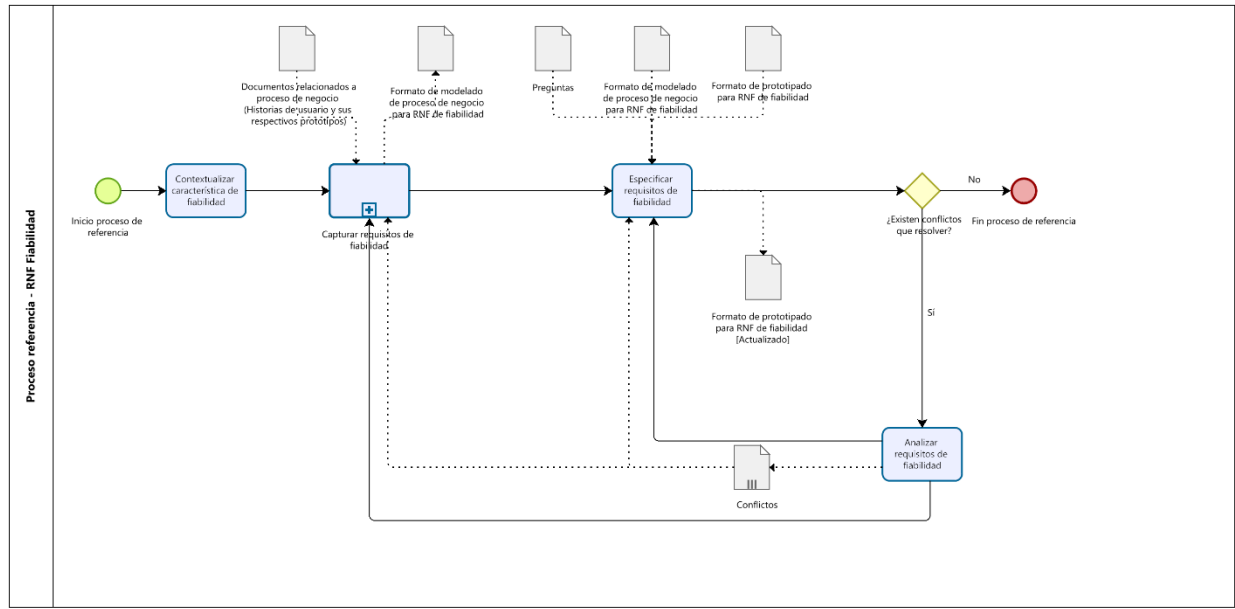 Proceso referencia - RNF Fiabilidad
Documentos relacionados a
proceso de negocio
(Historias de usuario y sus
respectivos prototipos)
Formato de modelado
de proceso de negocio
para RNF de fiabilidad
Preguntas
Formato de modelado
de proceso de negocio
para RNF de fiabilidad
Formato de prototipado
para RNF de fiabilidad
Inicio proceso de
referencia
Contextualizar
característica de
fiabilidad
Capturar requisitos de
fiabilidad
Especificar
requisitos de
fiabilidad
¿Existen conflictos
que resolver?
No
Fin proceso de referencia
Formato de prototipado
para RNF de fiabilidad
[Actualizado]
Sí
Analizar
requisitos de
fiabilidad
Conflictos